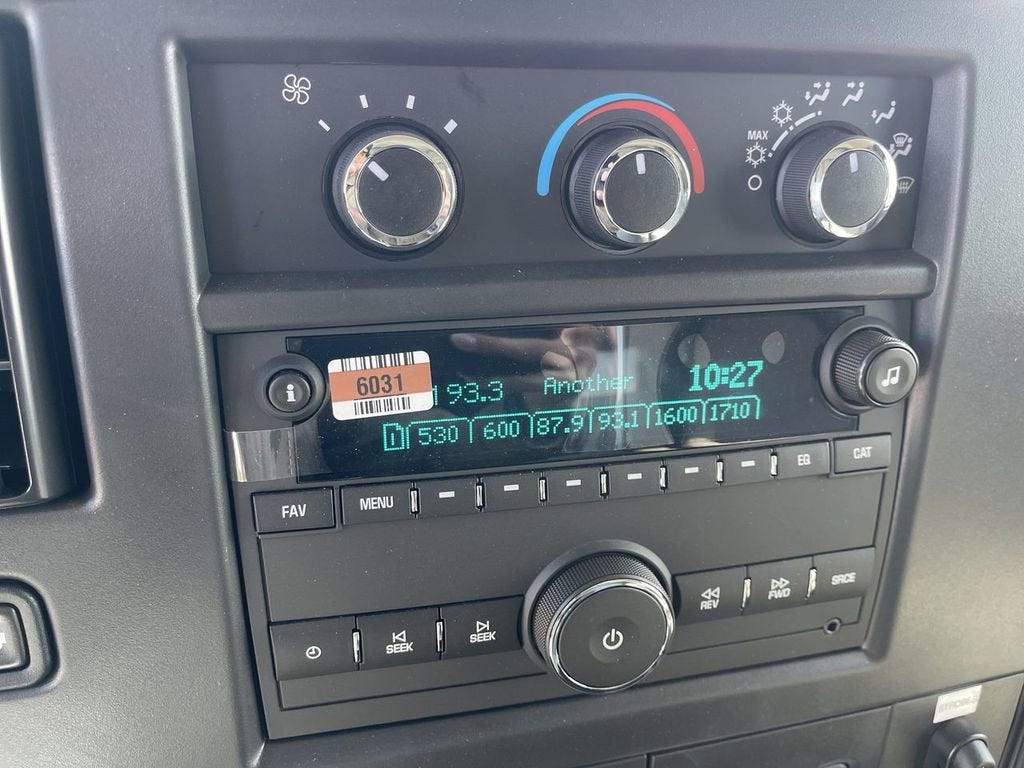 MAX
6031
93.3 Another 10:27
1 530 600 87.9 93.1 1600 1710
FAV MENU EQ CAT
SEEK SEEK REV FWD SRCE
STROBE